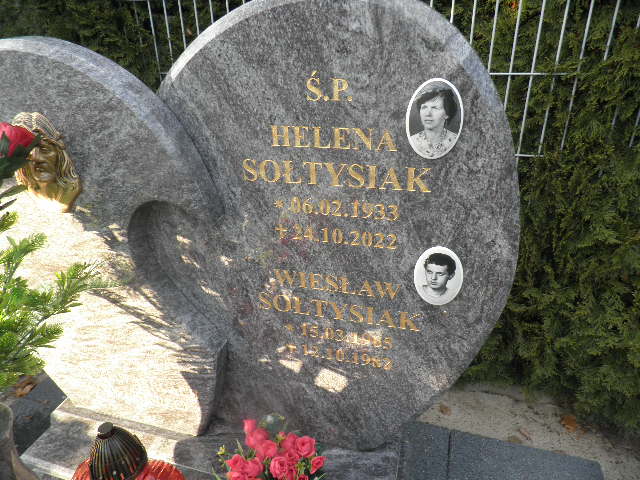 Ś.P.
HELENA
SOŁTYSIAK
* 06.02.1933
+ 24.10.2022
WIESŁAW
SOŁTYSIAK